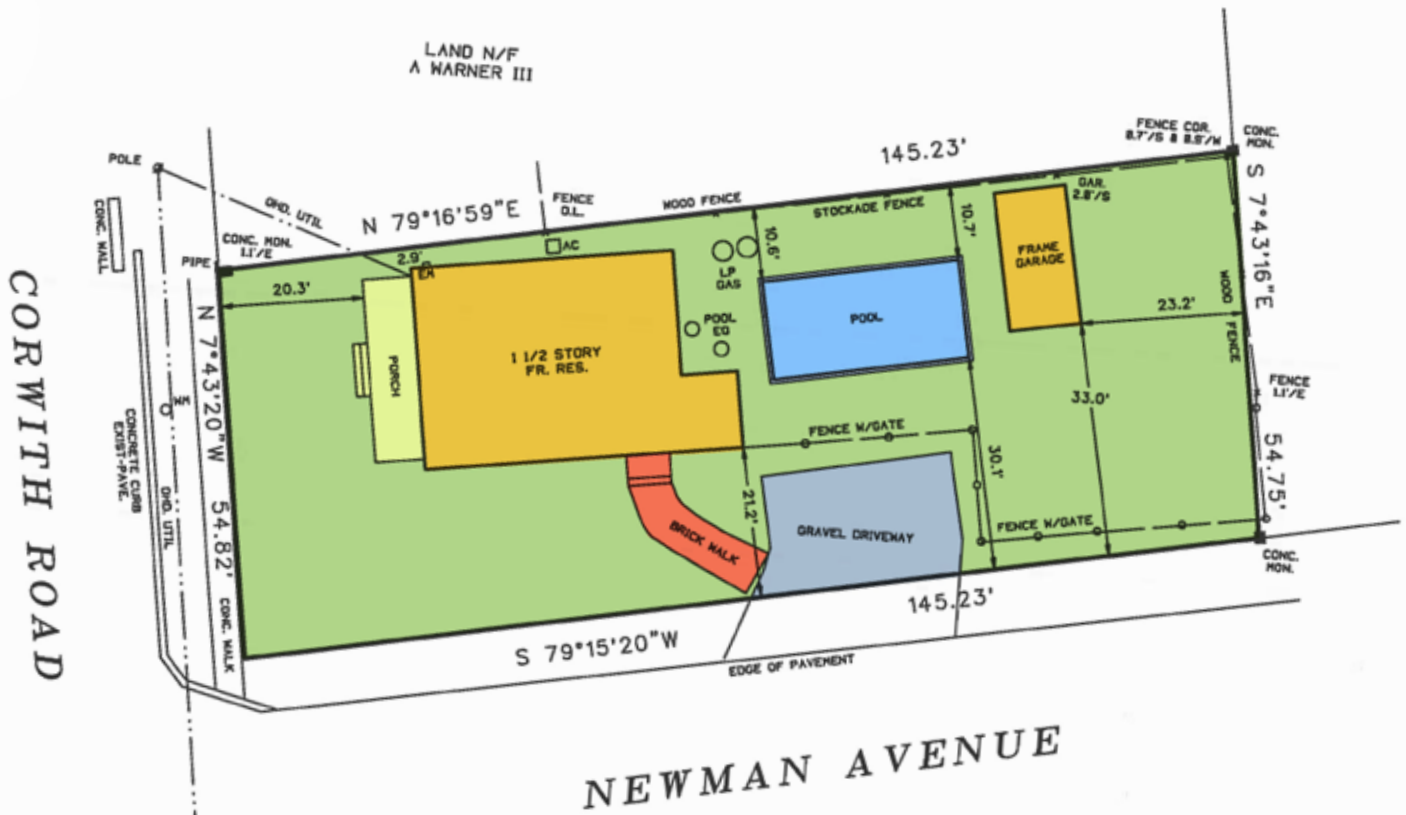 LAND N/F
A WARNER III
145.23'
FENCE COR.
CONC.
MON.
POLE
CONC. WALL
OHD. UTIL
N 79°16'59"E
FENCE
O.L.
WOOD FENCE
STOCKADE FENCE
GAR.
2.8'/S
CONC. MON.
1.1'/E
PIPE
2.9'
EM
AC
LP
GAS
10.6'
10.7'
FRAME
GARAGE
S 7°43'16"E
WOOD FENCE
20.3'
23.2'
POOL
EQ
POOL
1 1/2 STORY
FR. RES.
PORCH
N 7°43'20"W 54.82'
WM
CONCRETE CURB
EXIST-PAVE.
OHD. UTIL
CONC. WALK
CORWITH ROAD
33.0'
FENCE
1.1'/E
54.75'
FENCE W/GATE
30.1'
21.2'
BRICK WALK
GRAVEL DRIVEWAY
FENCE W/GATE
CONC.
MON.
145.23'
S 79°15'20"W
EDGE OF PAVEMENT
NEWMAN AVENUE